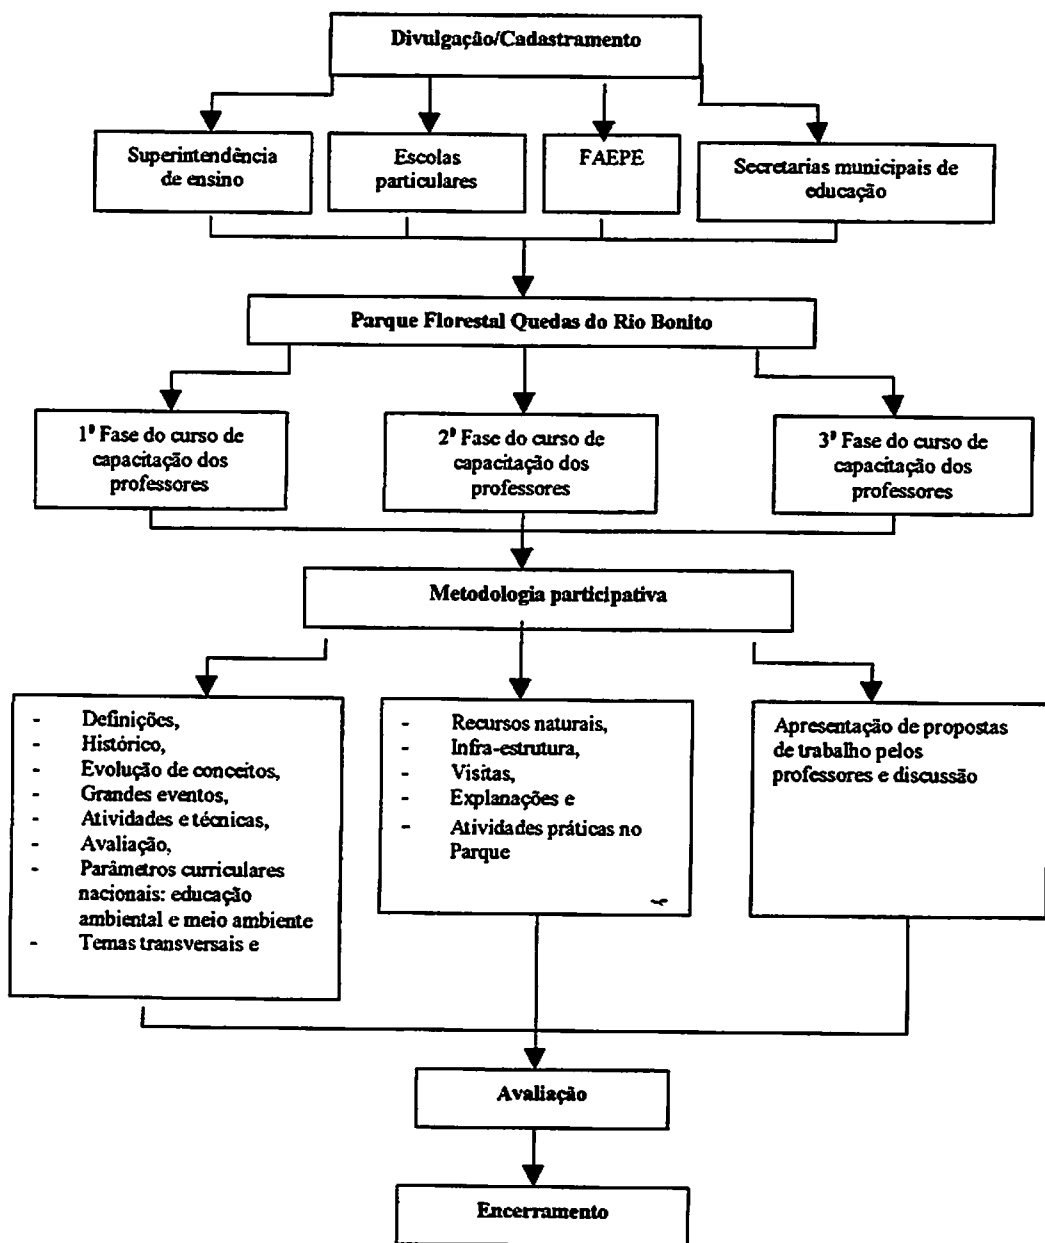 Divulgação/Cadastramento
Superintendência
de ensino
Escolas
particulares
FAEPE
Secretarias municipais de
educação
Parque Florestal Quedas do Rio Bonito
1ª Fase do curso de
capacitação dos
professores
2ª Fase do curso de
capacitação dos
professores
3ª Fase do curso de
capacitação dos
professores
Metodologia participativa
- Definições,
- Histórico,
- Evolução de conceitos,
- Grandes eventos,
- Atividades e técnicas,
- Avaliação,
- Parâmetros curriculares
nacionais: educação
ambiental e meio ambiente
- Temas transversais e
- Recursos naturais,
- Infra-estrutura,
- Visitas,
- Explanações e
- Atividades práticas no
Parque
Apresentação de propostas
de trabalho pelos
professores e discussão
Avaliação
Encerramento